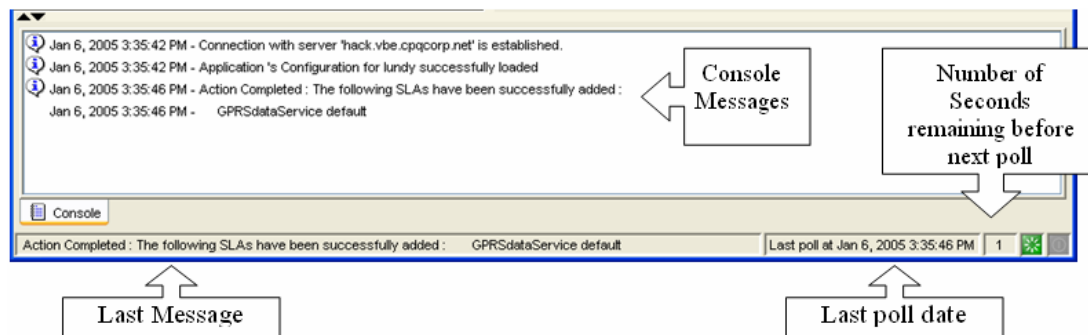 Jan 6, 2005 3:35:42 PM - Connection with server 'hack.vbe.cpqcorp.net' is established.
Jan 6, 2005 3:35:42 PM - Application 's Configuration for lundy successfully loaded
Jan 6, 2005 3:35:46 PM - Action Completed : The following SLAs have been successfully added :
Jan 6, 2005 3:35:46 PM - GPRSdataService default
Console
Messages
Number of
Seconds
remaining before
next poll
Console
Action Completed : The following SLAs have been successfully added : GPRSdataService default
Last poll at Jan 6, 2005 3:35:46 PM
1
Last Message
Last poll date